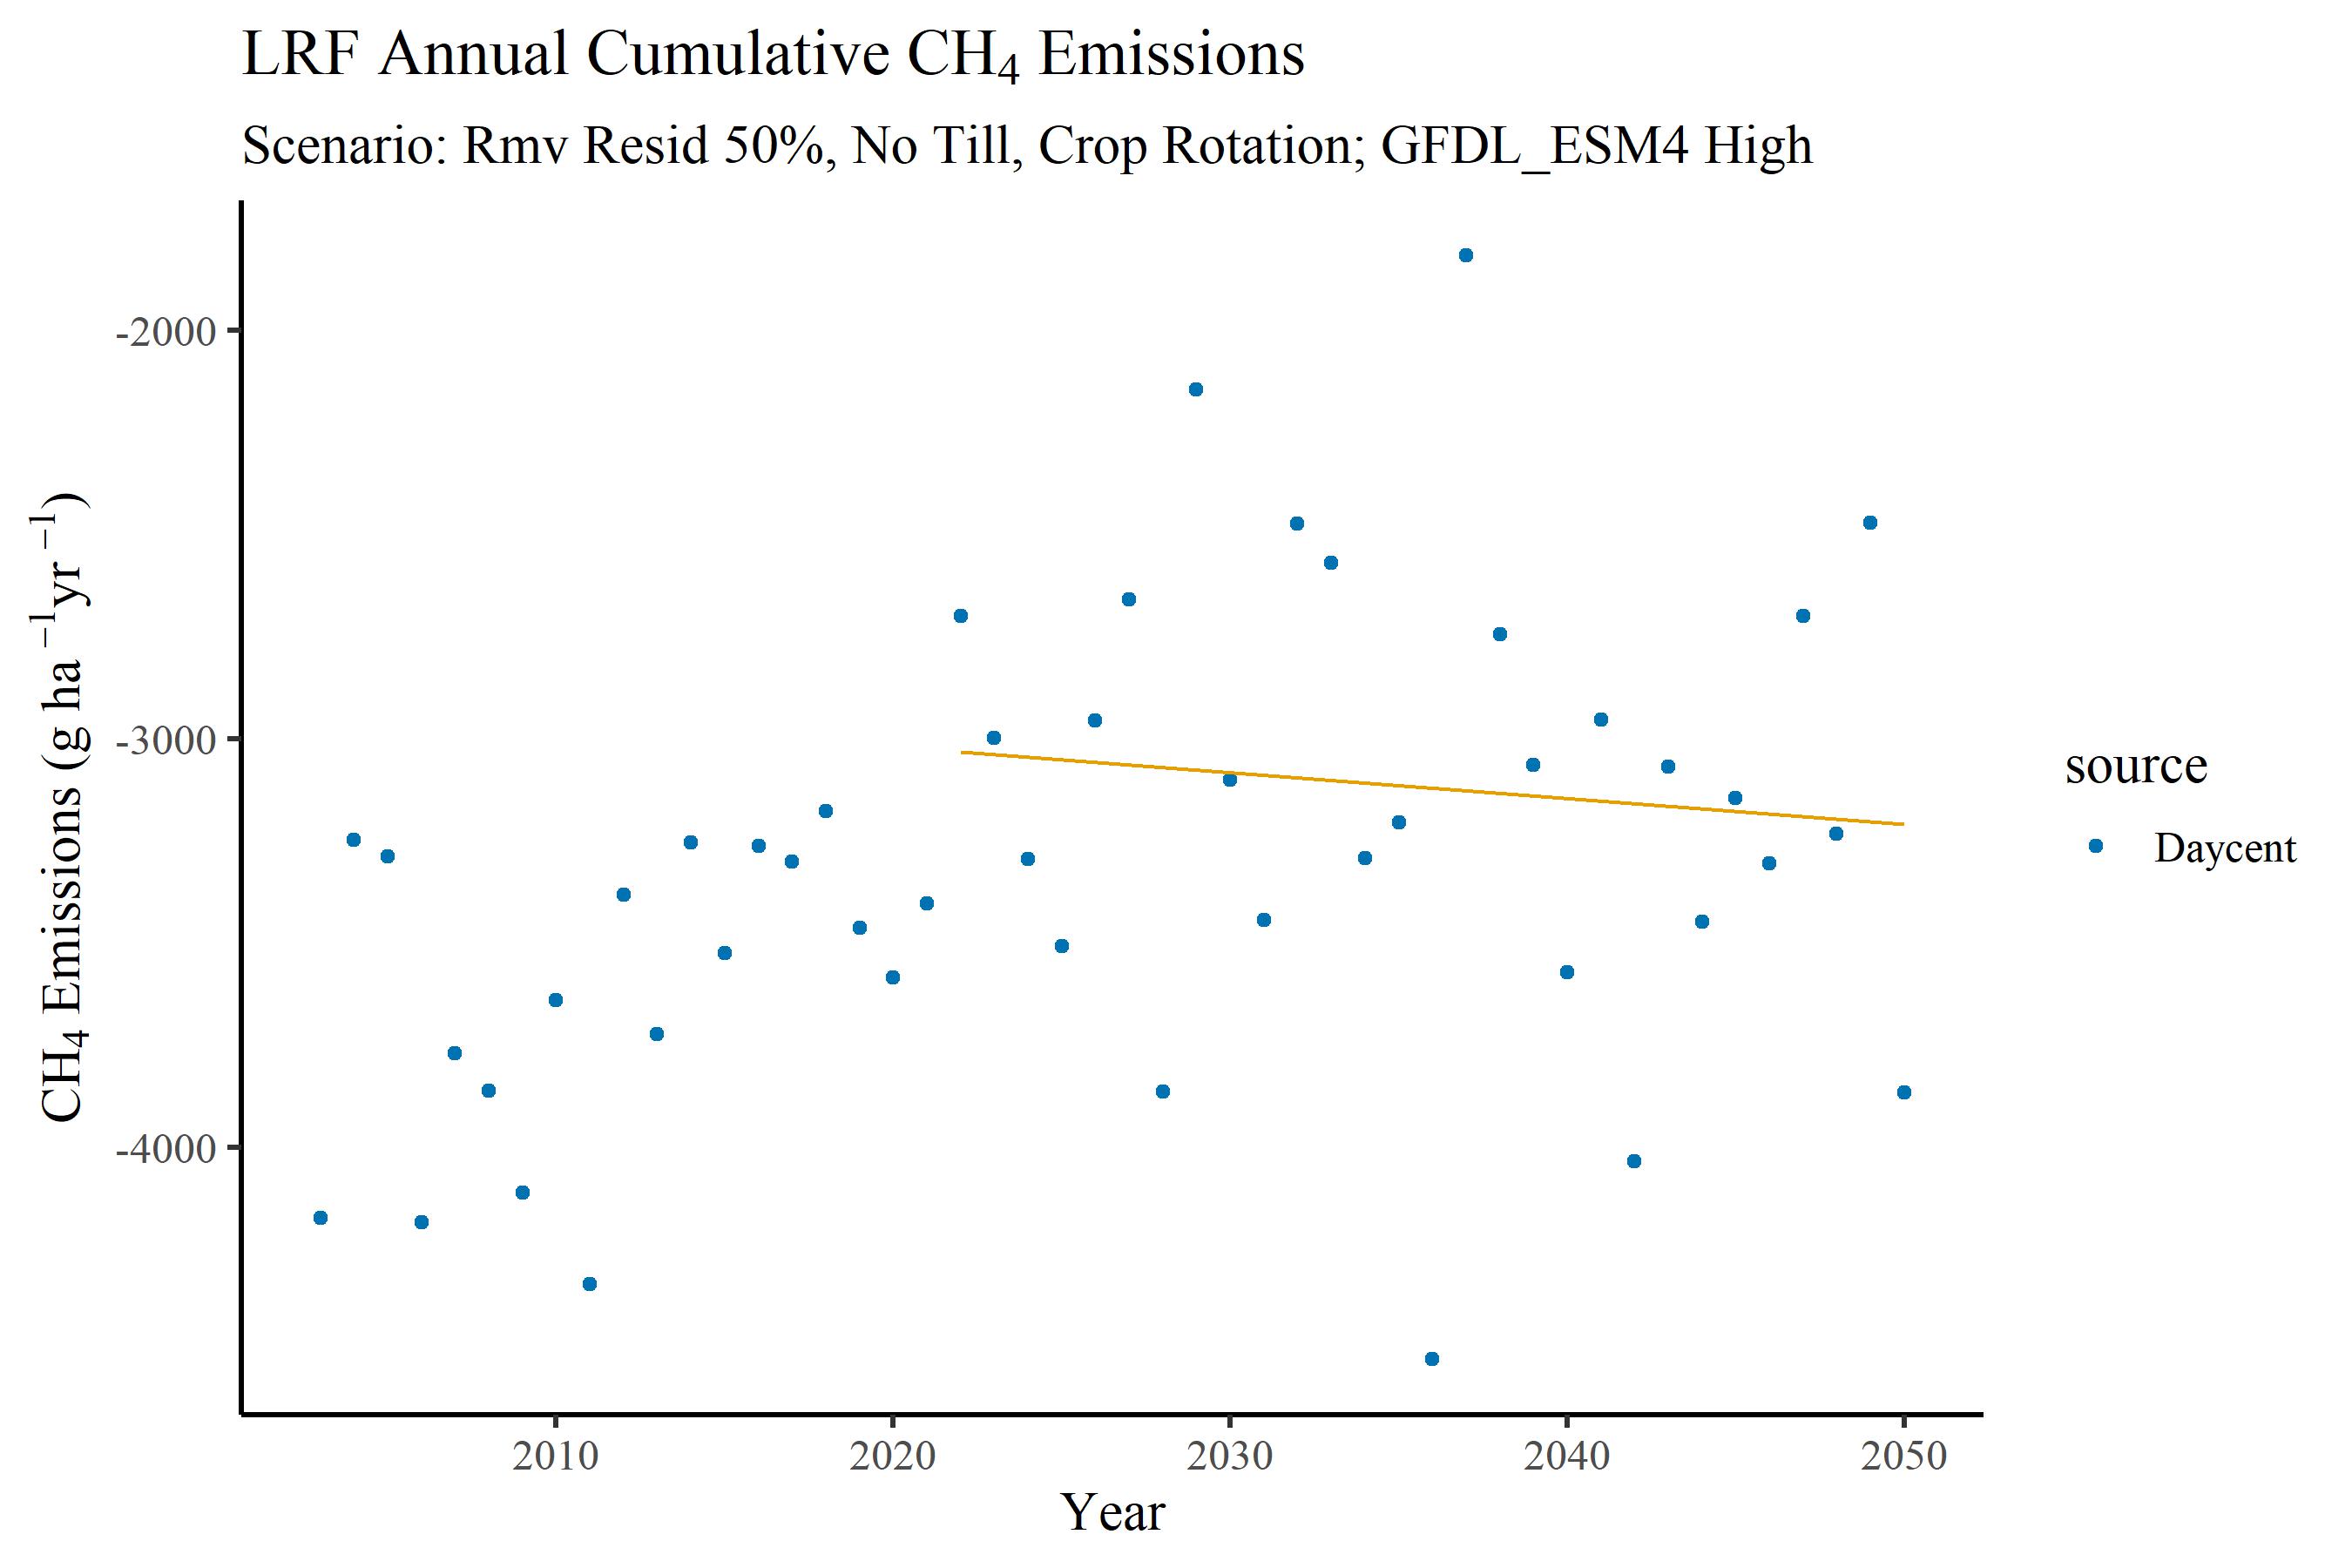 LRF Annual Cumulative CH₄ Emissions
Scenario: Rmv Resid 50%, No Till, Crop Rotation; GFDL_ESM4 High
CH₄ Emissions (g ha ⁻¹yr ⁻¹)
-2000
-3000
-4000
2010
2020
2030
2040
2050
Year
source
Daycent